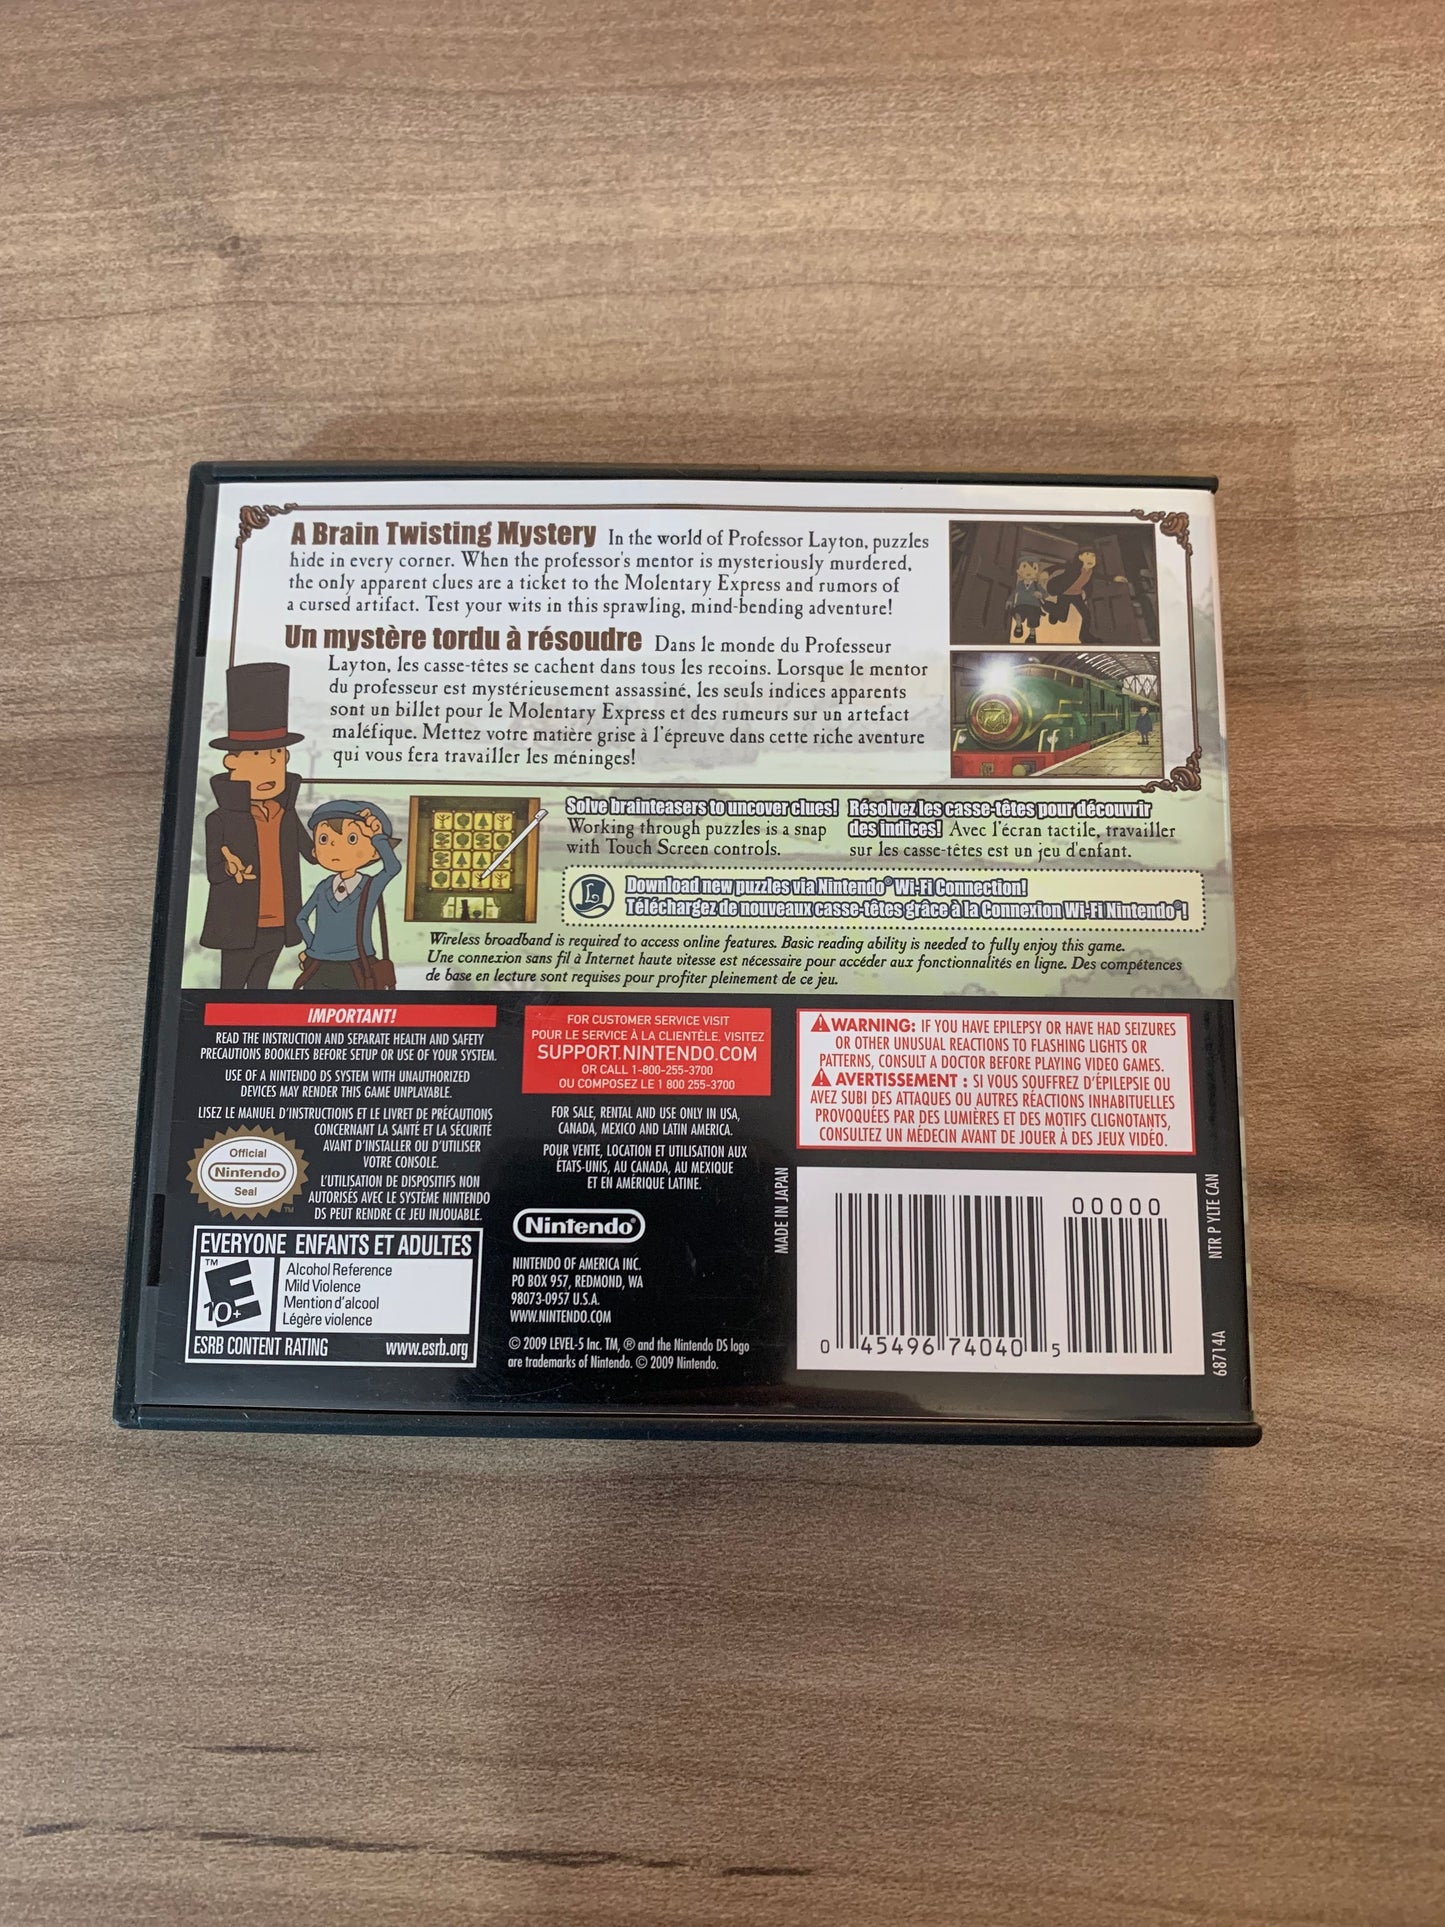 A Brain Twisting Mystery In the world of Professor Layton, puzzles
hide in every corner. When the professor's mentor is mysteriously murdered,
the only apparent clues are a ticket to the Molentary Express and rumors of
a cursed artifact. Test your wits in this sprawling, mind-bending adventure!
Un mystère tordu à résoudre Dans le monde du Professeur
Layton, les casse-têtes se cachent dans tous les recoins. Lorsque le mentor
du professeur est mystérieusement assassiné, les seuls indices apparents
sont un billet pour le Molentary Express et des rumeurs sur un artefact
maléfique. Mettez votre matière grise à l'épreuve dans cette riche aventure
qui vous fera travailler les méninges!
Solve brainteasers to uncover clues!
Working through puzzles is a snap
with Touch Screen controls.
Résolvez les casse-têtes pour découvrir
des indices! Avec l'écran tactile, travailler
sur les casse-têtes est un jeu d'enfant.
Download new puzzles via Nintendo® Wi-Fi Connection!
Téléchargez de nouveaux casse-têtes grâce à la Connexion Wi-Fi Nintendo®!
Wireless broadband is required to access online features. Basic reading ability is needed to fully enjoy this game.
Une connexion sans fil à Internet haute vitesse est nécessaire pour accéder aux fonctionnalités en ligne. Des compétences
de base en lecture sont requises pour profiter pleinement de ce jeu.
IMPORTANT!
READ THE INSTRUCTION AND SEPARATE HEALTH AND SAFETY
PRECAUTIONS BOOKLETS BEFORE SETUP OR USE OF YOUR SYSTEM.
USE OF A NINTENDO DS SYSTEM WITH UNAUTHORIZED
DEVICES MAY RENDER THIS GAME UNPLAYABLE.
LISEZ LE MANUEL D'INSTRUCTIONS ET LE LIVRET DE PRÉCAUTIONS
CONCERNANT LA SANTÉ ET LA SÉCURITÉ
AVANT D'INSTALLER OU D'UTILISER
VOTRE CONSOLE.
L'UTILISATION DE DISPOSITIFS NON
AUTORISÉS AVEC LE SYSTÈME NINTENDO
DS PEUT RENDRE CE JEU INJOUABLE.
Official
Nintendo
Seal
TM
EVERYONE ENFANTS ET ADULTES
TM
E
10+
Alcohol Reference
Mild Violence
Mention d'alcool
Légère violence
ESRB CONTENT RATING www.esrb.org
FOR CUSTOMER SERVICE VISIT
POUR LE SERVICE À LA CLIENTÈLE. VISITEZ
SUPPORT.NINTENDO.COM
OR CALL 1-800-255-3700
OU COMPOSEZ LE 1 800 255-3700
FOR SALE, RENTAL AND USE ONLY IN USA,
CANADA, MEXICO AND LATIN AMERICA.
POUR VENTE, LOCATION ET UTILISATION AUX
ÉTATS-UNIS, AU CANADA, AU MEXIQUE
ET EN AMÉRIQUE LATINE.
Nintendo®
NINTENDO OF AMERICA INC.
PO BOX 957, REDMOND, WA
98073-0957 U.S.A.
WWW.NINTENDO.COM
© 2009 LEVEL-5 Inc. TM, ® and the Nintendo DS logo
are trademarks of Nintendo. © 2009 Nintendo.
WARNING: IF YOU HAVE EPILEPSY OR HAVE HAD SEIZURES
OR OTHER UNUSUAL REACTIONS TO FLASHING LIGHTS OR
PATTERNS, CONSULT A DOCTOR BEFORE PLAYING VIDEO GAMES.
AVERTISSEMENT : SI VOUS SOUFFREZ D'ÉPILEPSIE OU
AVEZ SUBI DES ATTAQUES OU AUTRES RÉACTIONS INHABITUELLES
PROVOQUÉES PAR DES LUMIÈRES ET DES MOTIFS CLIGNOTANTS,
CONSULTEZ UN MÉDECIN AVANT DE JOUER À DES JEUX VIDÉO.
MADE IN JAPAN
00000
0 45496 74040 5
NTR P YLTE CAN
68714A